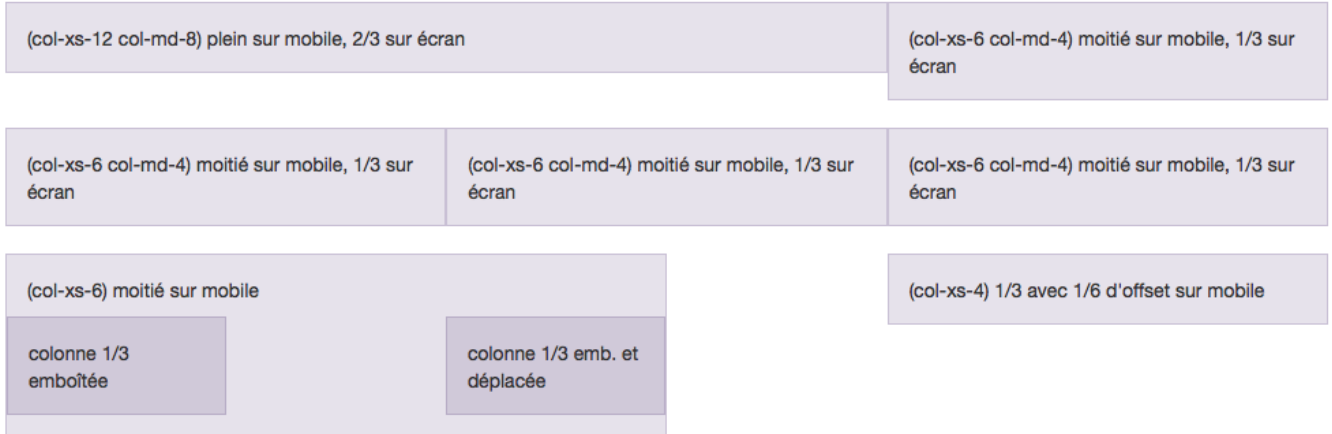 (col-xs-12 col-md-8) plein sur mobile, 2/3 sur écran
(col-xs-6 col-md-4) moitié sur mobile, 1/3 sur
écran
(col-xs-6 col-md-4) moitié sur mobile, 1/3 sur
écran
(col-xs-6 col-md-4) moitié sur mobile, 1/3 sur
écran
(col-xs-6 col-md-4) moitié sur mobile, 1/3 sur
écran
(col-xs-6) moitié sur mobile
colonne 1/3
emboîtée
colonne 1/3 emb. et
déplacée
(col-xs-4) 1/3 avec 1/6 d'offset sur mobile